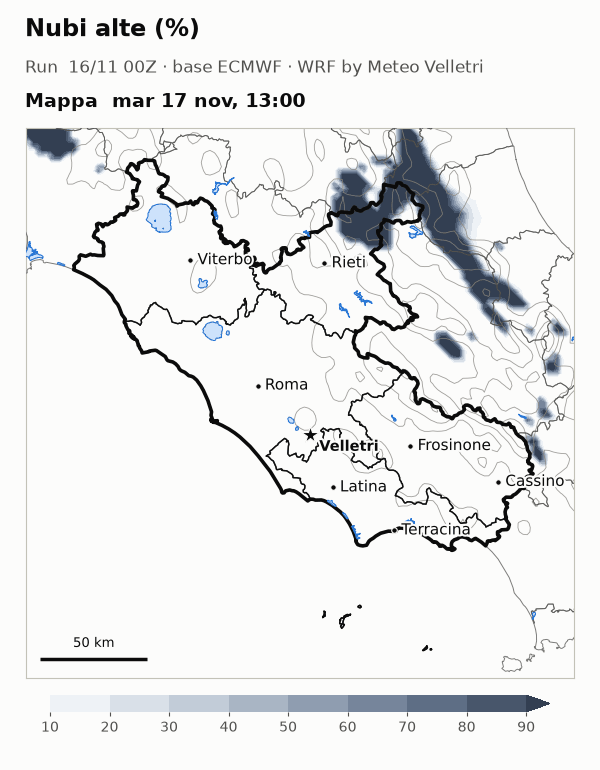 Nubi alte (%)
Run  16/11 00Z · base ECMWF · WRF by Meteo Velletri
Mappa  mar 17 nov, 13:00
Viterbo
Rieti
Roma
Velletri
Frosinone
Latina
Cassino
Terracina
50 km
10 20 30 40 50 60 70 80 90